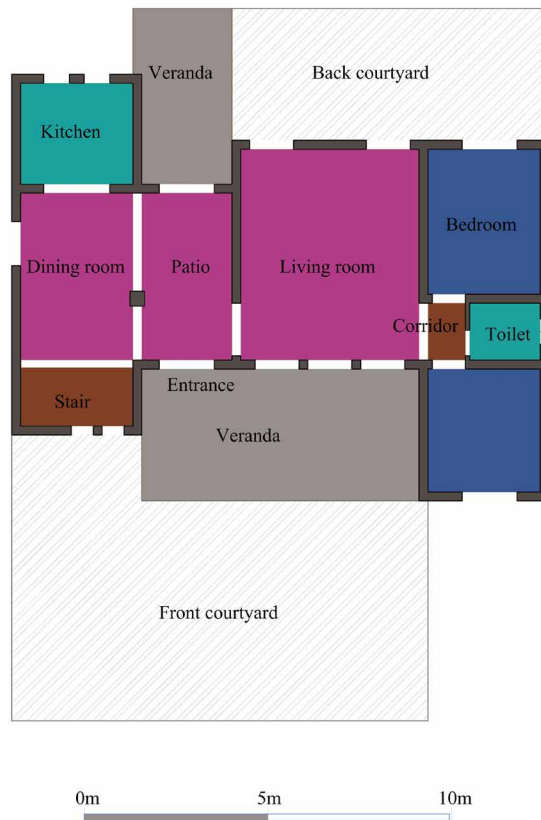 Veranda
Back courtyard
Kitchen
Bedroom
Dining room
Patio
Living room
Corridor
Toilet
Entrance
Stair
Veranda
Front courtyard
0m
5m
10m